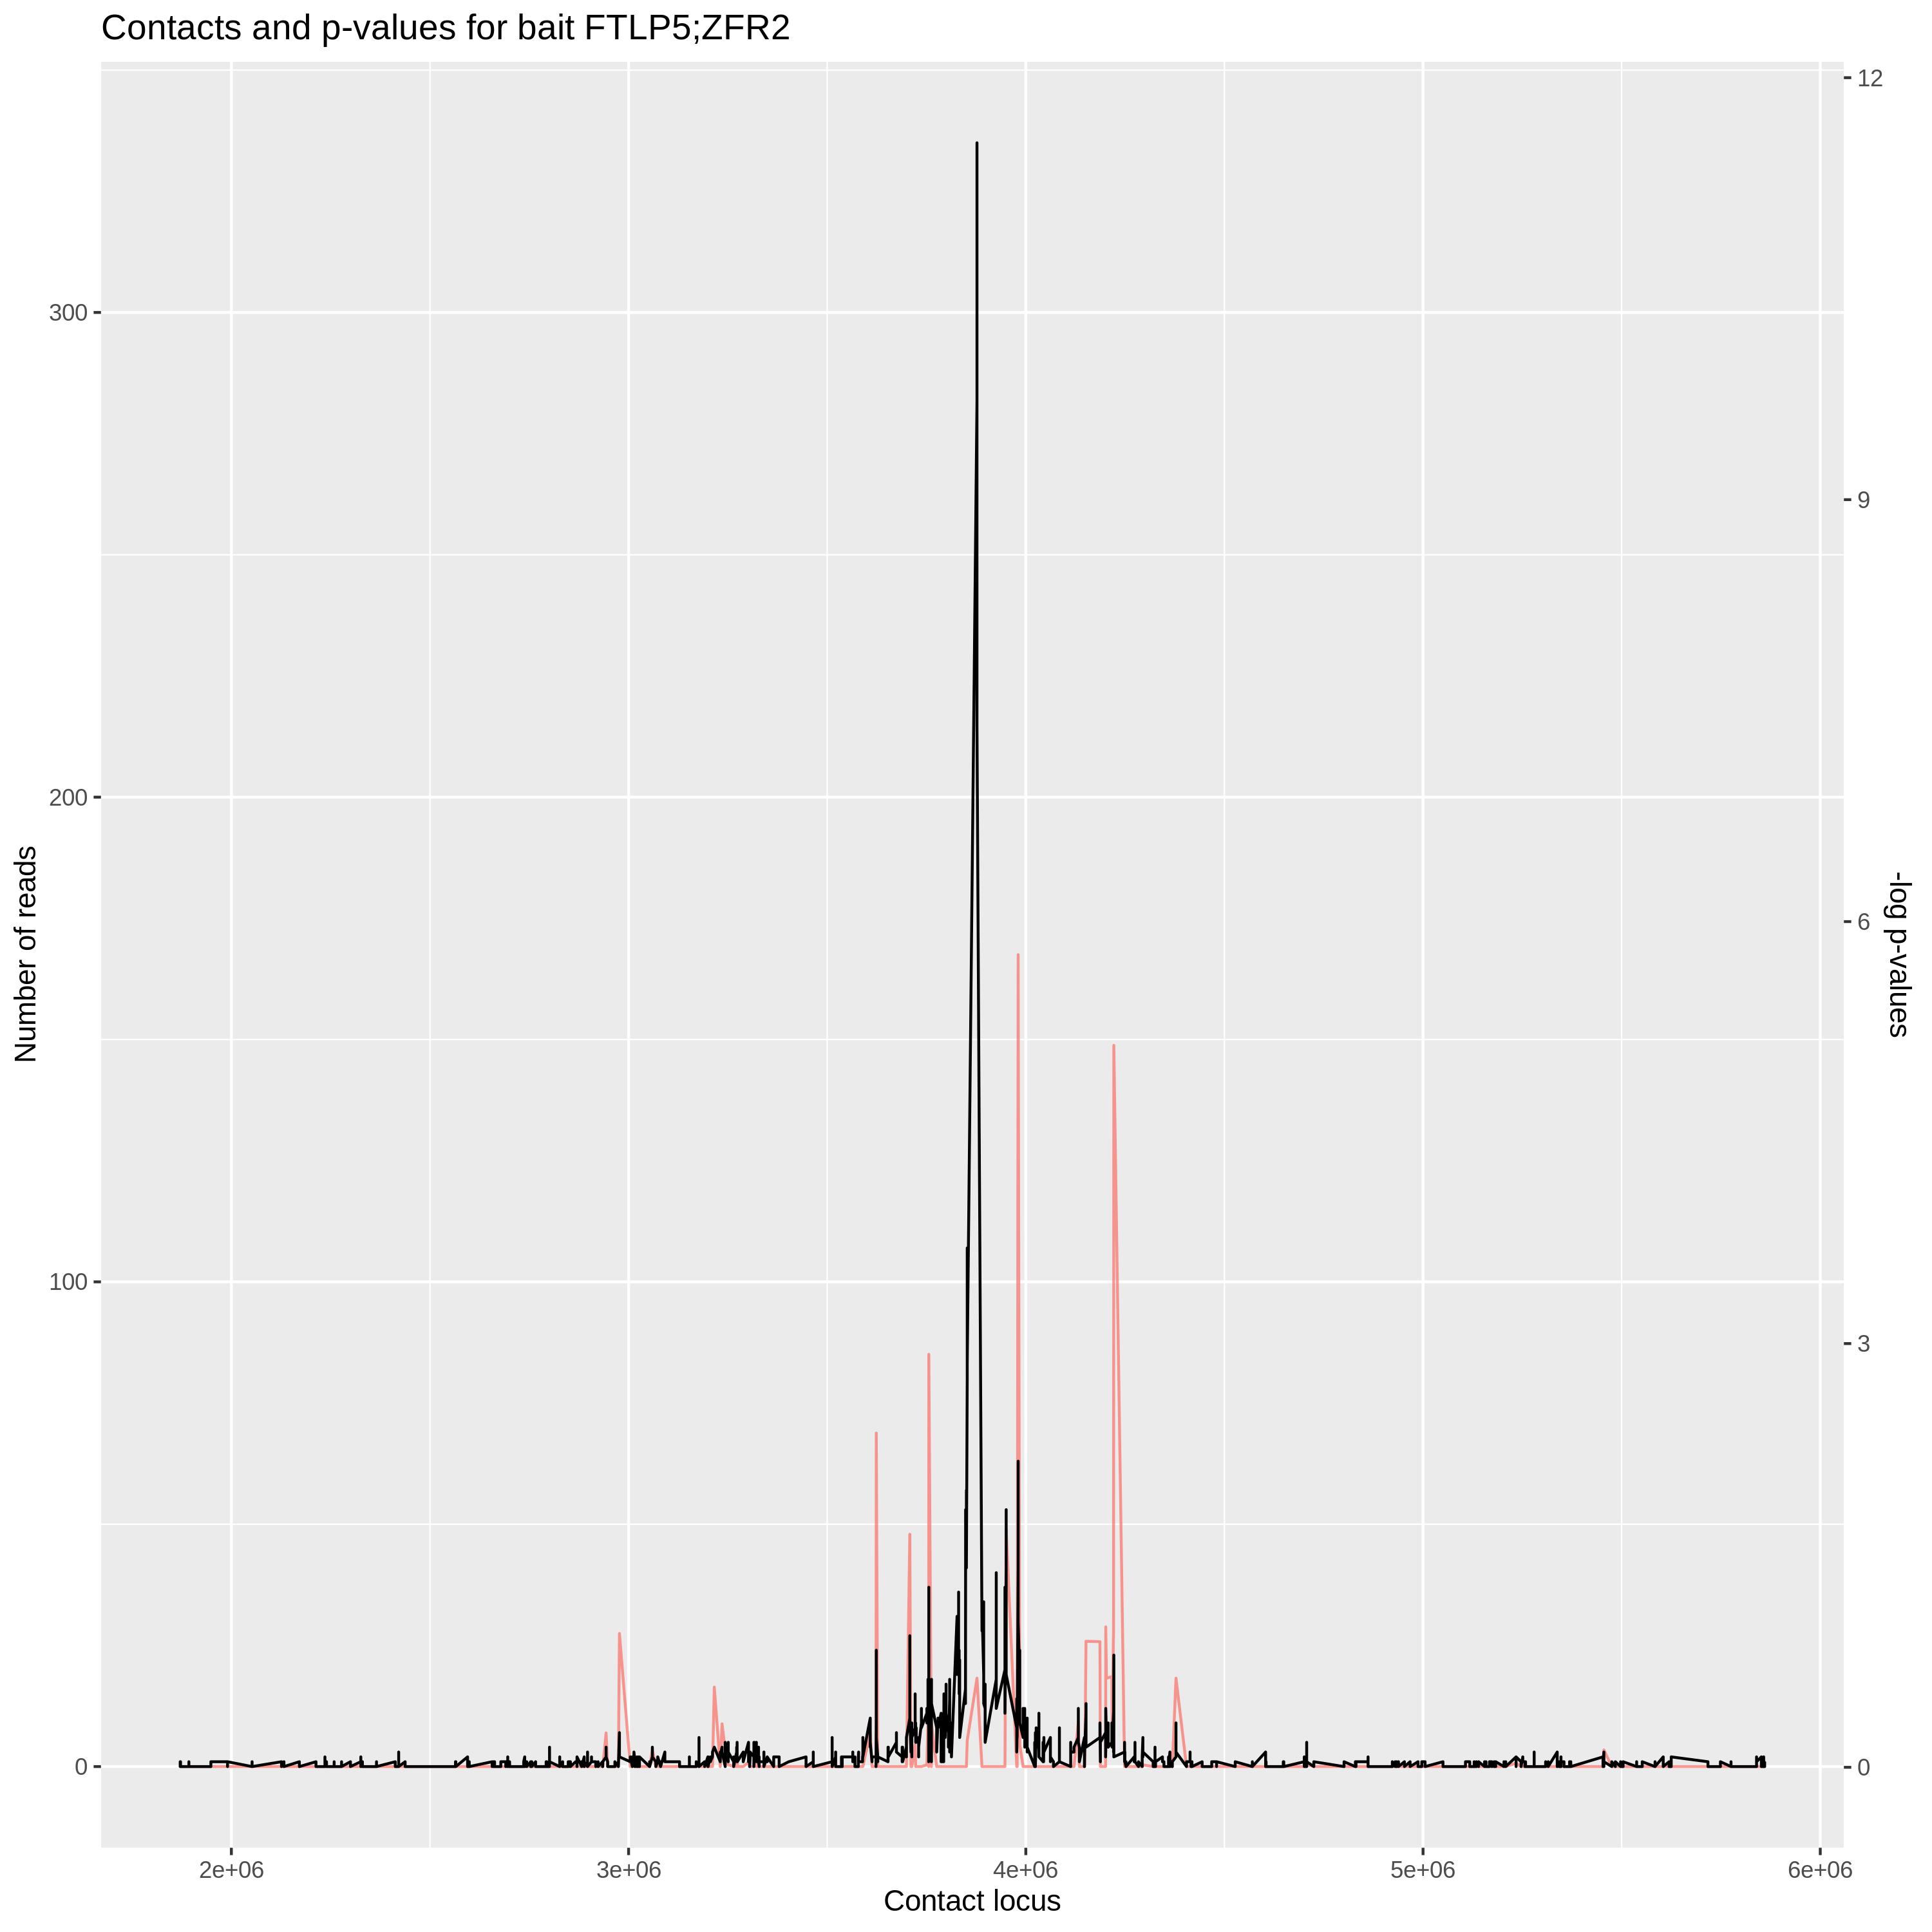 Contacts and p-values for bait FTLP5;ZFR2
300
200
100
0
Number of reads
12
9
6
3
0
-log p-values
2e+06
3e+06
4e+06
5e+06
6e+06
Contact locus